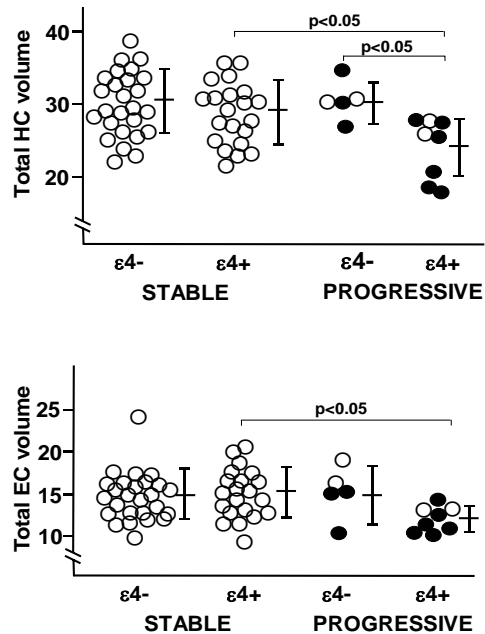 p<0.05
p<0.05
Total HC volume
40
30
20
ε4- ε4+ ε4- ε4+
STABLE PROGRESSIVE
p<0.05
Total EC volume
25
20
15
10
ε4- ε4+ ε4- ε4+
STABLE PROGRESSIVE